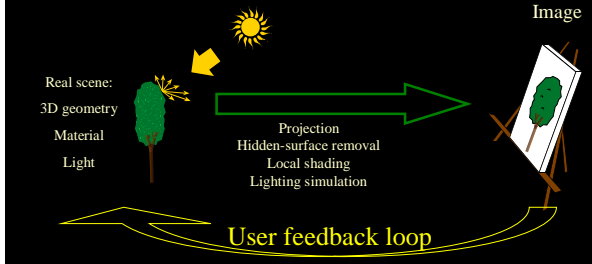 Image
Real scene:
3D geometry
Material
Light
Projection
Hidden-surface removal
Local shading
Lighting simulation
User feedback loop